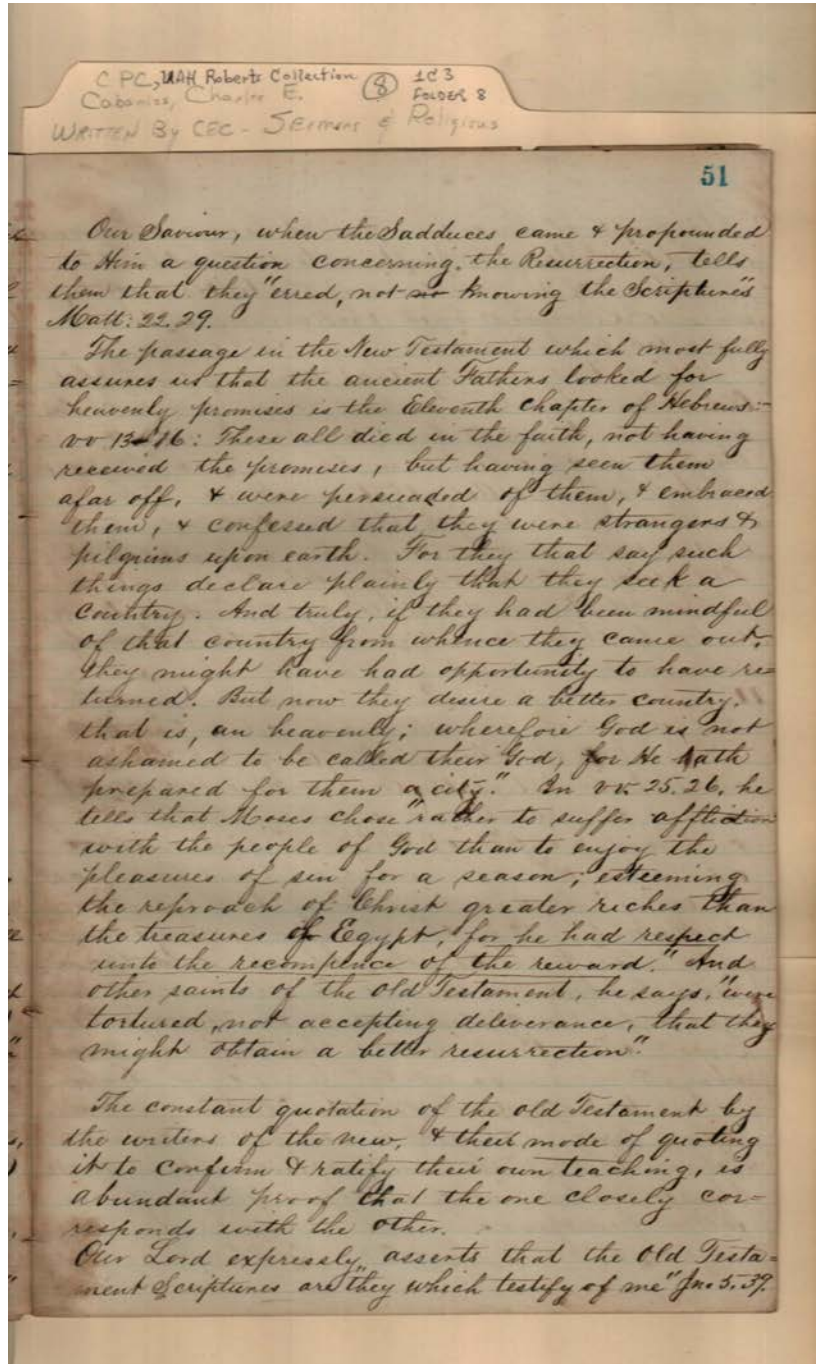 C PC, UAH Roberts Collection (8) 1C3
Cabaniss, Charles E. FOLDER 8
WRITTEN By CEC - SERMONS & Religious
51
Our Saviour, when the Sadduces came & propounded
to Him a question concerning, the Resurrection, tells
them that they "erred, not no knowing the Scriptures"
Matt: 22.29.
The passage in the New Testament which most fully
assures us that the ancient Fathers looked for
heavenly promises is the Eleventh chapter of Hebrews:-
vv 13-16: These all died in the faith, not having
received the promises, but having seen them
afar off, & were persuaded of them, & embraced
them, & confessed that they were strangers &
pilgrims upon earth. For they that say such
things declare plainly that they seek a
country. And truly, if they had been mindful
of that country from whence they came out,
they might have had opportunity to have re=
turned. But now they desire a better country,
that is, an heavenly; wherefore God is not
ashamed to be called their God, for He hath
prepared for them a city." In vv. 25.26. he
tells that Moses chose "rather to suffer affliction
with the people of God than to enjoy the
pleasures of sin for a season; esteeming
the reproach of Christ greater riches than
the treasures of Egypt, for he had respect
unto the recompence of the reward." And
other saints of the old Testament, he says, "were
tortured, not accepting deliverance, that they
might obtain a better resurrection."
The constant quotation of the old Testament by
the writers of the new, & their mode of quoting
it to confirm & ratify their own teaching, is
abundant proof that the one closely cor=
responds with the other.
Our Lord expressly asserts that the Old Testa=
ment Scriptures are "they which testify of me" Jno. 5.39.